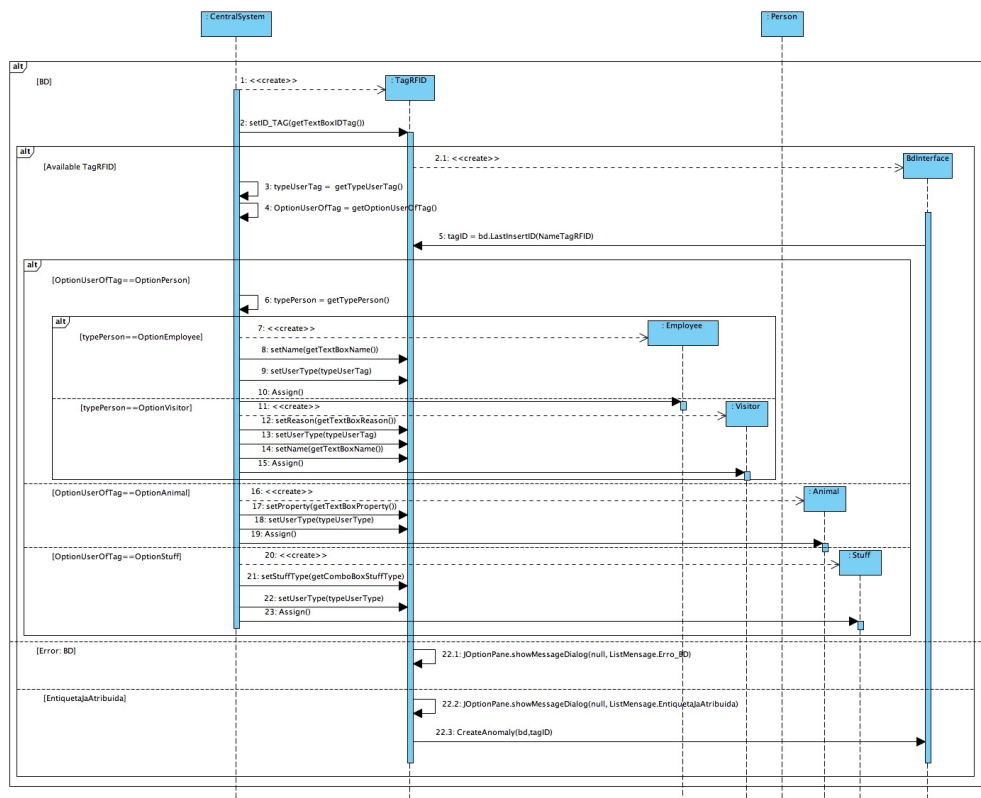 : CentralSystem
: Person
alt
[BD]
1: <<create>>
: TagRFID
2: setID_TAG(getTextBoxIDTag())
alt
[Available TagRFID]
2.1: <<create>>
BdInterface
3: typeUserTag = getTypeUserTag()
4: OptionUserOfTag = getOptionUserOfTag()
5: tagID = bd.LastInsertID(NameTagRFID)
alt
[OptionUserOfTag==OptionPerson]
6: typePerson = getTypePerson()
alt
[typePerson==OptionEmployee]
7: <<create>>
: Employee
8: setName(getTextBoxName())
9: setUserType(typeUserTag)
10: Assign()
[typePerson==OptionVisitor]
11: <<create>>
: Visitor
12: setReason(getTextBoxReason())
13: setUserType(typeUserTag)
14: setName(getTextBoxName())
15: Assign()
[OptionUserOfTag==OptionAnimal]
16: <<create>>
: Animal
17: setProperty(getTextBoxProperty())
18: setUserType(typeUserType)
19: Assign()
[OptionUserOfTag==OptionStuff]
20: <<create>>
: Stuff
21: setStuffType(getComboBoxStuffType)
22: setUserType(typeUserType)
23: Assign()
[Error: BD]
22.1: JOptionPane.showMessageDialog(null, ListMensage.Erro_BD)
[EntiquetaJaAtribuida]
22.2: JOptionPane.showMessageDialog(null, ListMensage.EntiquetaJaAtribuida)
22.3: CreateAnomaly(bd,tagID)